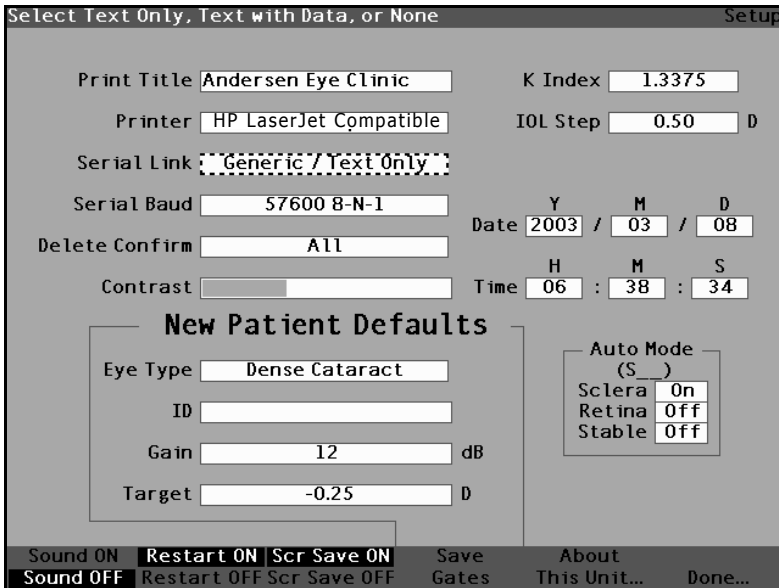 Select Text Only, Text with Data, or None Setup
Print Title Andersen Eye Clinic K Index 1.3375
Printer HP LaserJet Compatible IOL Step 0.50 D
Serial Link Generic / Text Only
Serial Baud 57600 8-N-1
Y M D
Date 2003 / 03 / 08
Delete Confirm All
H M S
Contrast Time 06 : 38 : 34
New Patient Defaults
Eye Type Dense Cataract
ID
Gain 12 dB
Target -0.25 D
Auto Mode
(S__)
Sclera On
Retina Off
Stable Off
Sound ON Restart ON Scr Save ON Save About
Sound OFF Restart OFF Scr Save OFF Gates This Unit... Done...